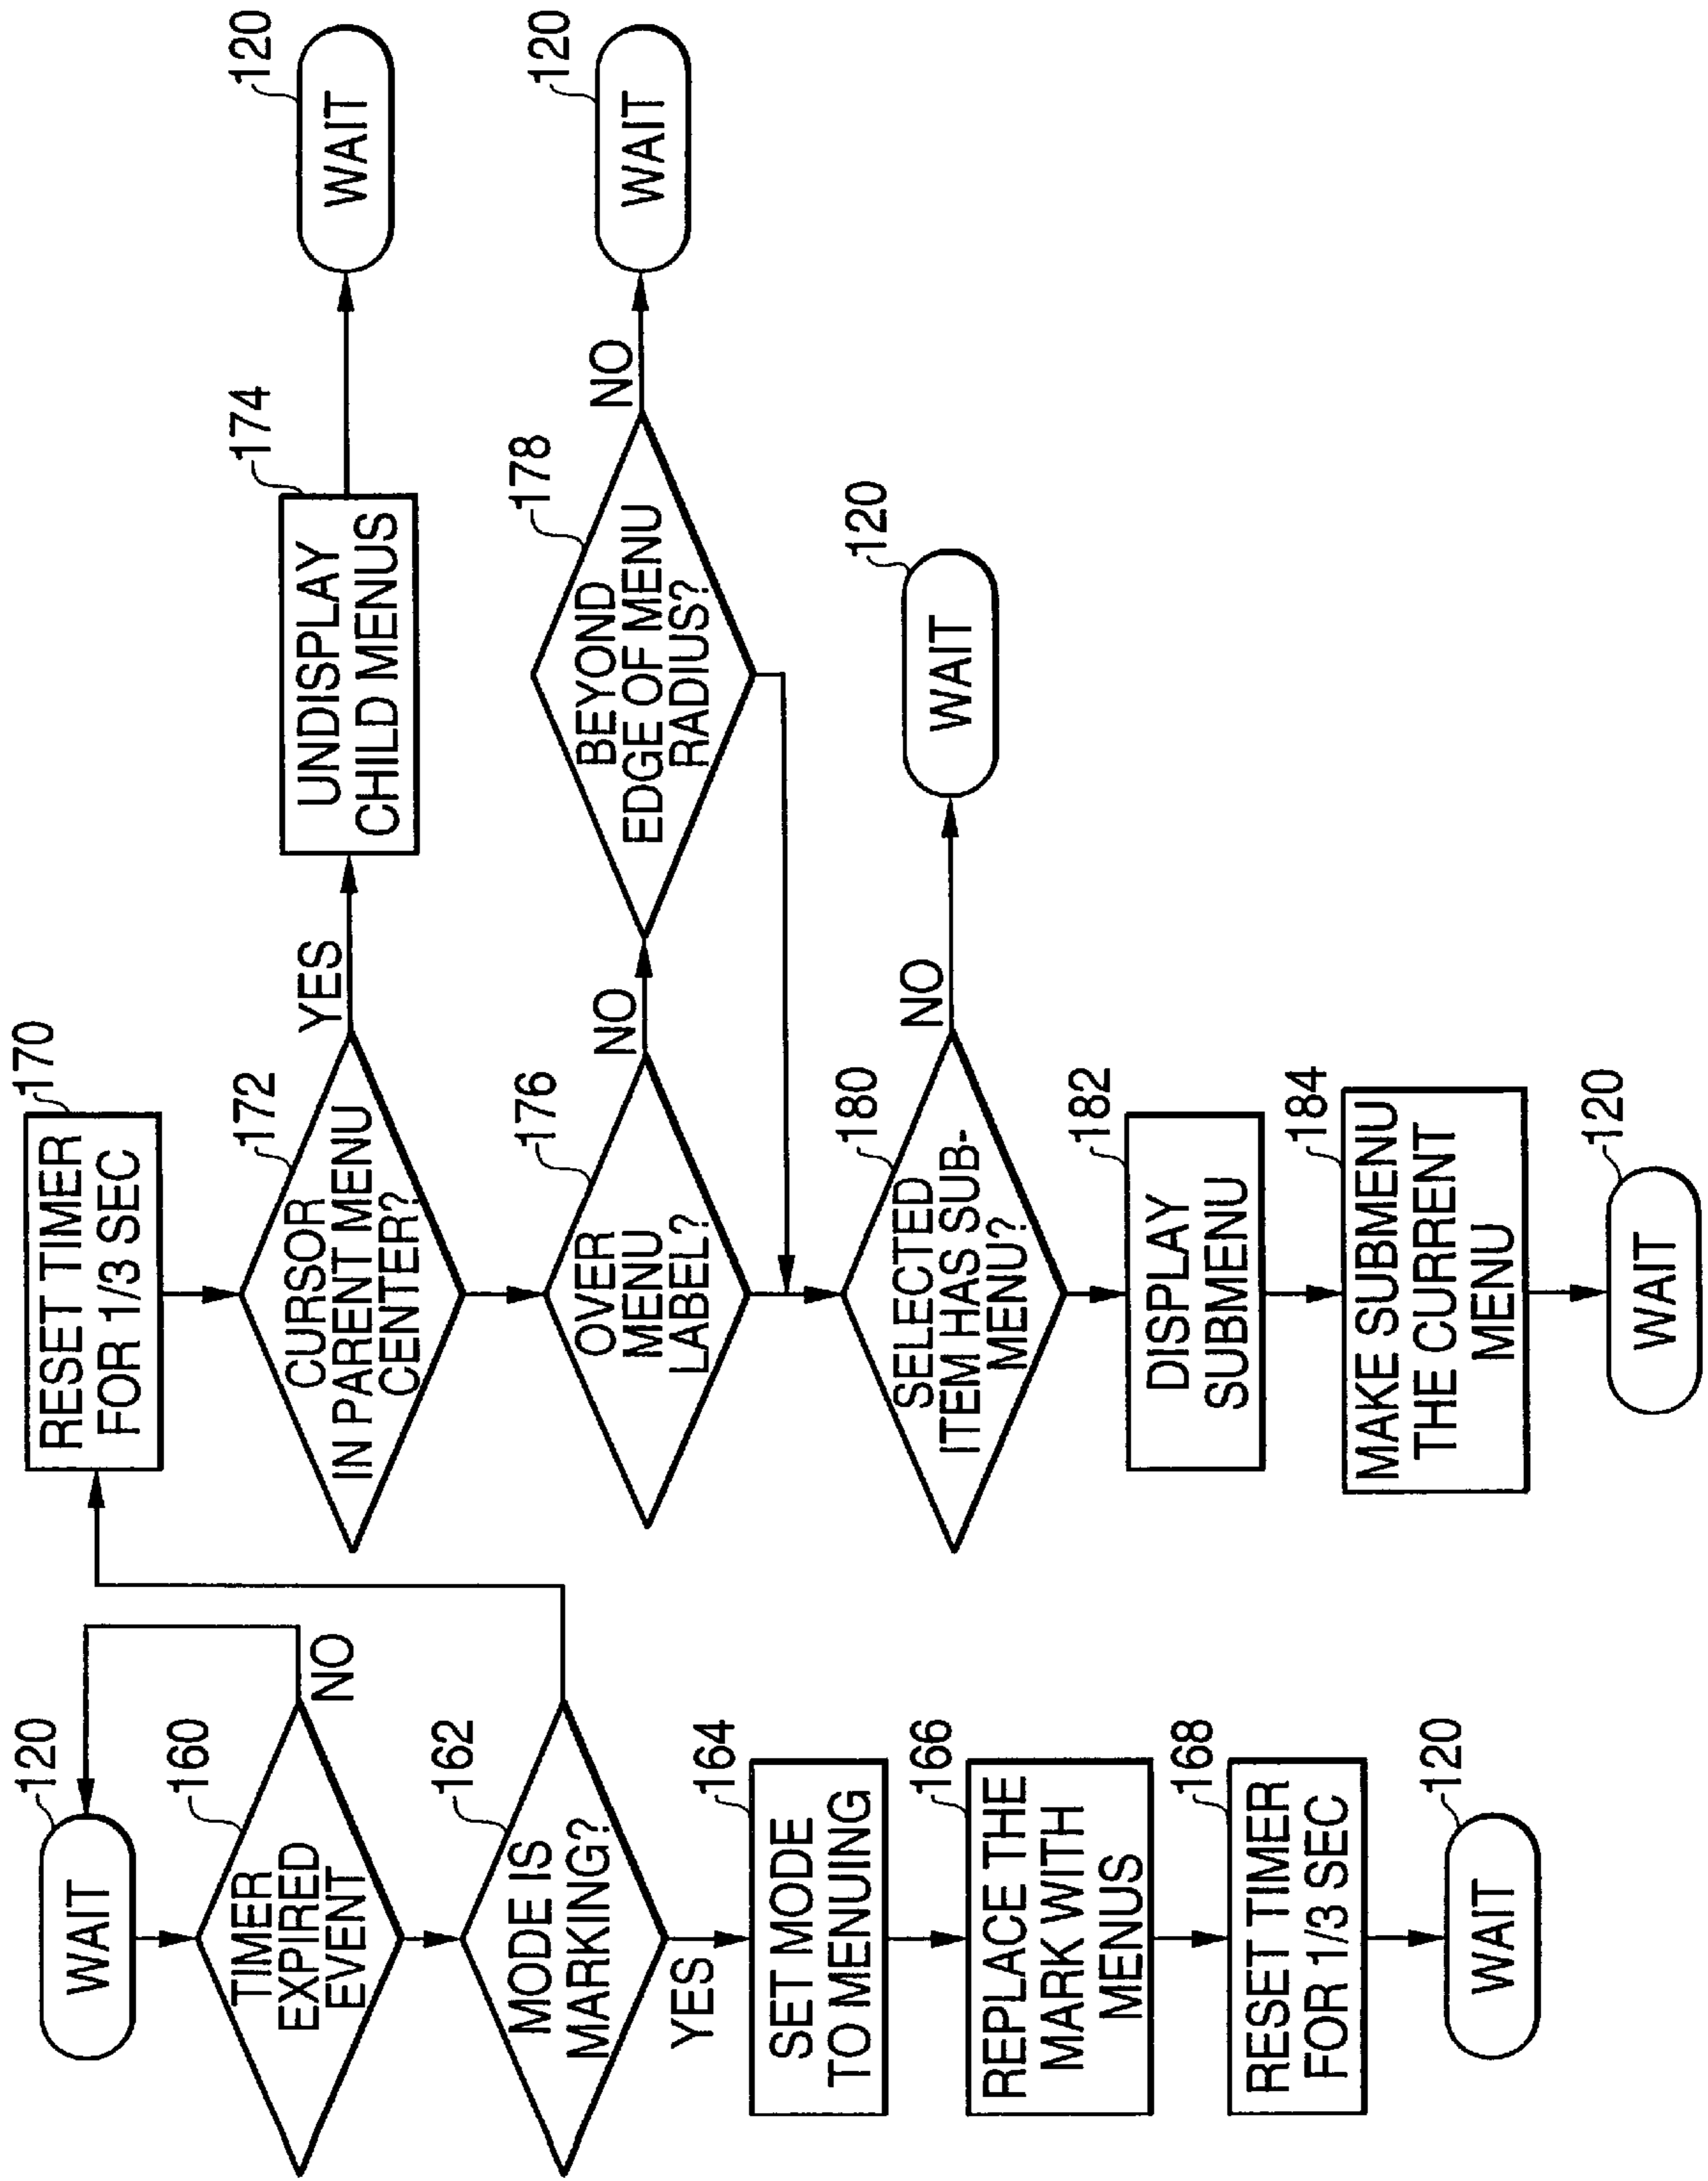 120
WAIT
160
TIMER
EXPIRED
EVENT
NO
162
MODE IS
MARKING?
YES
164
SET MODE
TO MENUING
166
REPLACE THE
MARK WITH
MENUS
168
RESET TIMER
FOR 1/3 SEC
120
WAIT
170
RESET TIMER
FOR 1/3 SEC
172
CURSOR
IN PARENT MENU
CENTER?
YES
174
UNDISPLAY
CHILD MENUS
120
WAIT
176
OVER
MENU
LABEL?
NO
178
BEYOND
EDGE OF MENU
RADIUS?
NO
120
WAIT
180
SELECTED
ITEM HAS SUB-
MENU?
NO
120
WAIT
182
DISPLAY
SUBMENU
184
MAKE SUBMENU
THE CURRENT
MENU
120
WAIT